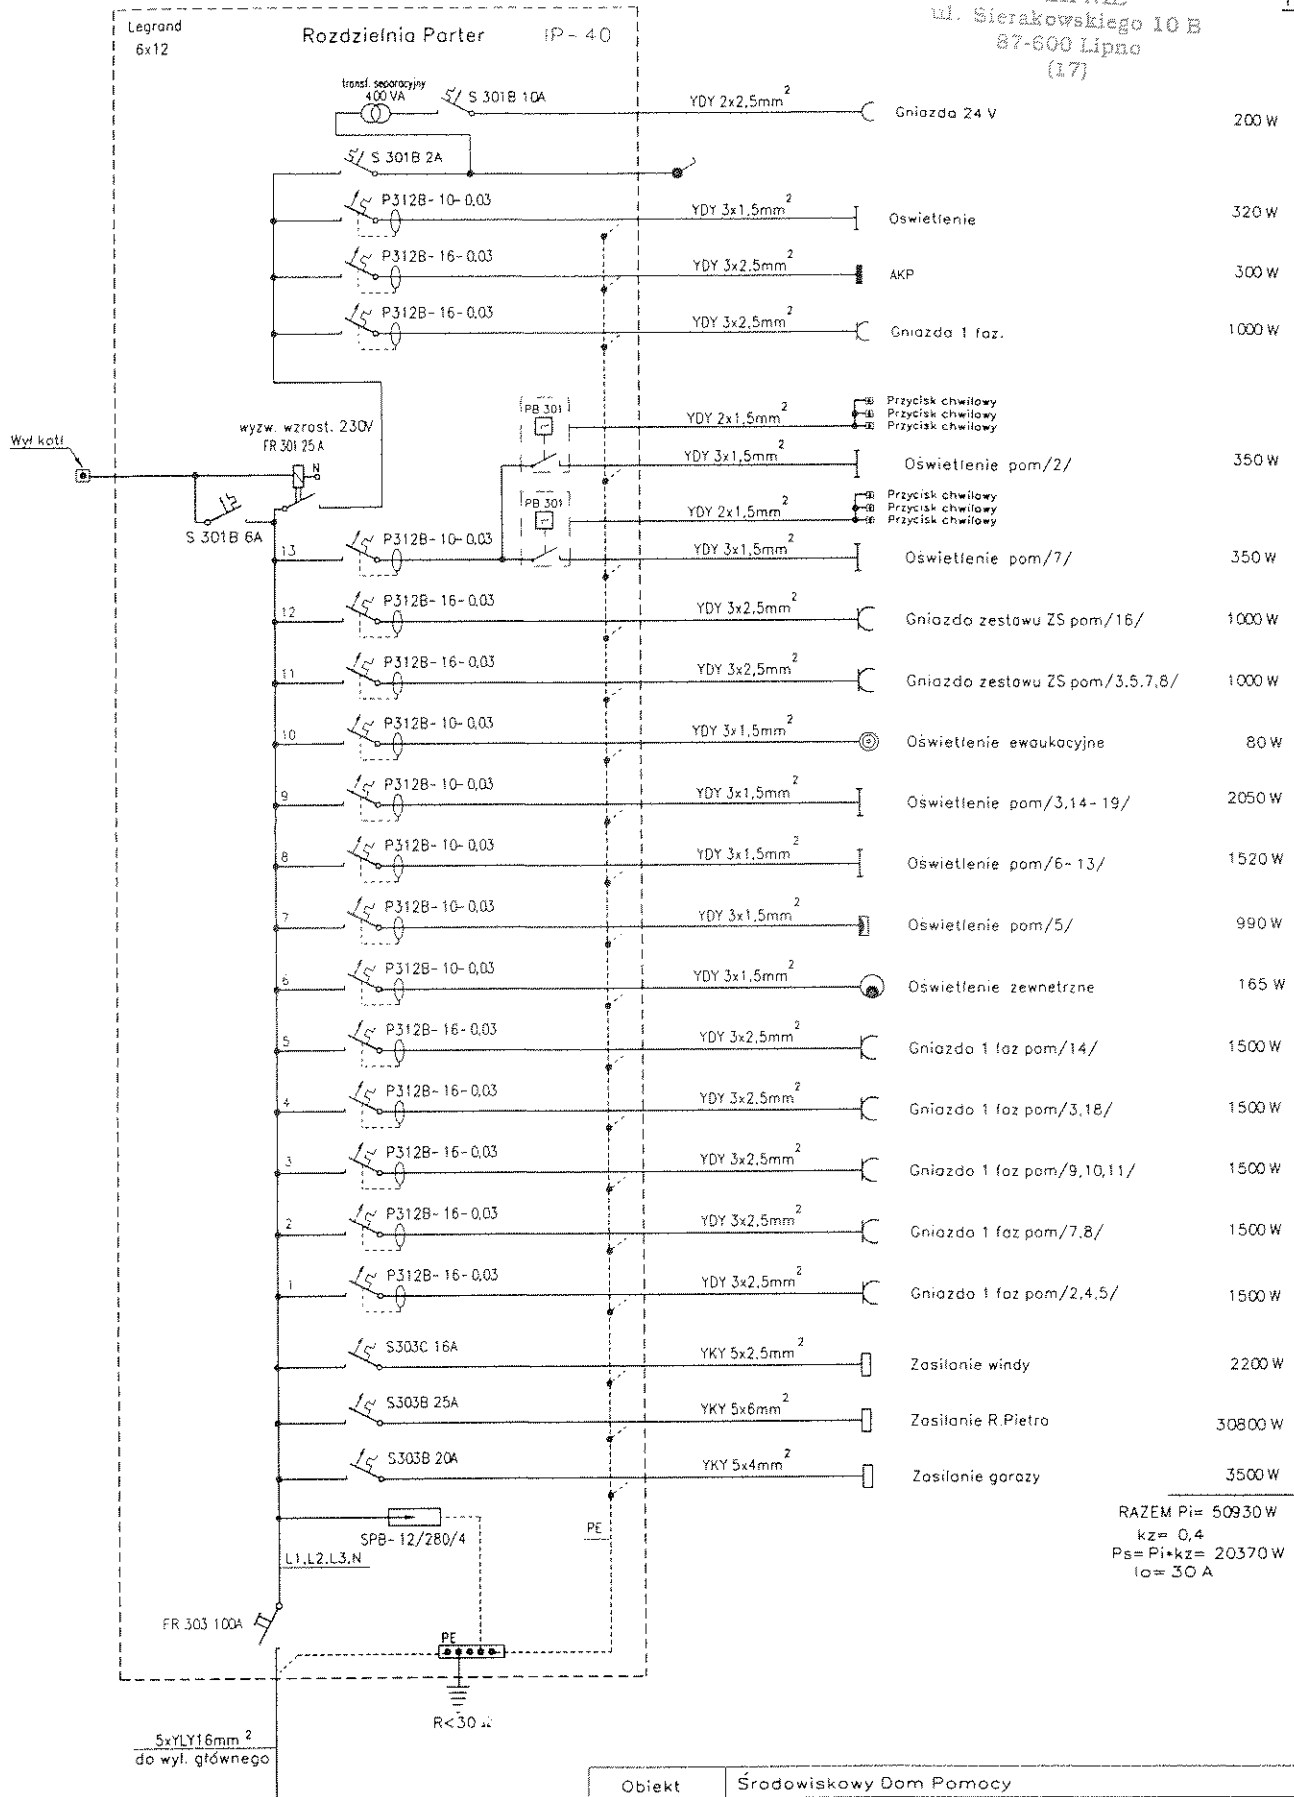 ul. Sierakowskiego 10 B
87-600 Lipno
(17)
Legrand
6x12
Rozdzielnia Parter IP-40
transf. separacyjny
400 VA
S 301B 10A
YDY 2x2,5mm²
Gniazda 24 V
200 W
S 301B 2A
P312B-10-0,03
YDY 3x1,5mm²
Oswietlenie
320 W
P312B-16-0,03
YDY 3x2,5mm²
AKP
300 W
P312B-16-0,03
YDY 3x2,5mm²
Gniazda 1 faz.
1000 W
PB 301
YDY 2x1,5mm²
Przycisk chwilowy
Przycisk chwilowy
Przycisk chwilowy
wyzw. wzrost. 230V
FR 301 25A
N
Wył kotł
YDY 3x1,5mm²
Oświetlenie pom/2/
350 W
PB 301
YDY 2x1,5mm²
Przycisk chwilowy
Przycisk chwilowy
Przycisk chwilowy
S 301B 6A
13
P312B-10-0,03
YDY 3x1,5mm²
Oświetlenie pom/7/
350 W
12
P312B-16-0,03
YDY 3x2,5mm²
Gniazdo zestawu ZS pom/16/
1000 W
11
P312B-16-0,03
YDY 3x2,5mm²
Gniazdo zestawu ZS pom/3.5.7,8/
1000 W
10
P312B-10-0,03
YDY 3x1,5mm²
Oświetlenie ewaukacyjne
80 W
9
P312B-10-0,03
YDY 3x1,5mm²
Oświetlenie pom/3,14-19/
2050 W
8
P312B-10-0,03
YDY 3x1,5mm²
Oświetlenie pom/6-13/
1520 W
7
P312B-10-0,03
YDY 3x1,5mm²
Oświetlenie pom/5/
990 W
6
P312B-10-0,03
YDY 3x1,5mm²
Oświetlenie zewnetrzne
165 W
5
P312B-16-0,03
YDY 3x2,5mm²
Gniazdo 1 faz pom/14/
1500 W
4
P312B-16-0,03
YDY 3x2,5mm²
Gniazdo 1 faz pom/3,18/
1500 W
3
P312B-16-0,03
YDY 3x2,5mm²
Gniazdo 1 faz pom/9,10,11/
1500 W
2
P312B-16-0,03
YDY 3x2,5mm²
Gniazdo 1 faz pom/7,8/
1500 W
1
P312B-16-0,03
YDY 3x2,5mm²
Gniazdo 1 faz pom/2,4,5/
1500 W
S303C 16A
YKY 5x2,5mm²
Zasilanie windy
2200 W
S303B 25A
YKY 5x6mm²
Zasilanie R.Pietro
30800 W
S303B 20A
YKY 5x4mm²
Zasilanie garazy
3500 W
SPB-12/280/4
PE
L1,L2,L3,N
RAZEM Pi= 50930 W
kz= 0,4
Ps=Pi*kz= 20370 W
Io= 30 A
FR 303 100A
PE
R<30 Ω
5xYLY16mm²
do wył. głównego
Obiekt
Środowiskowy Dom Pomocy